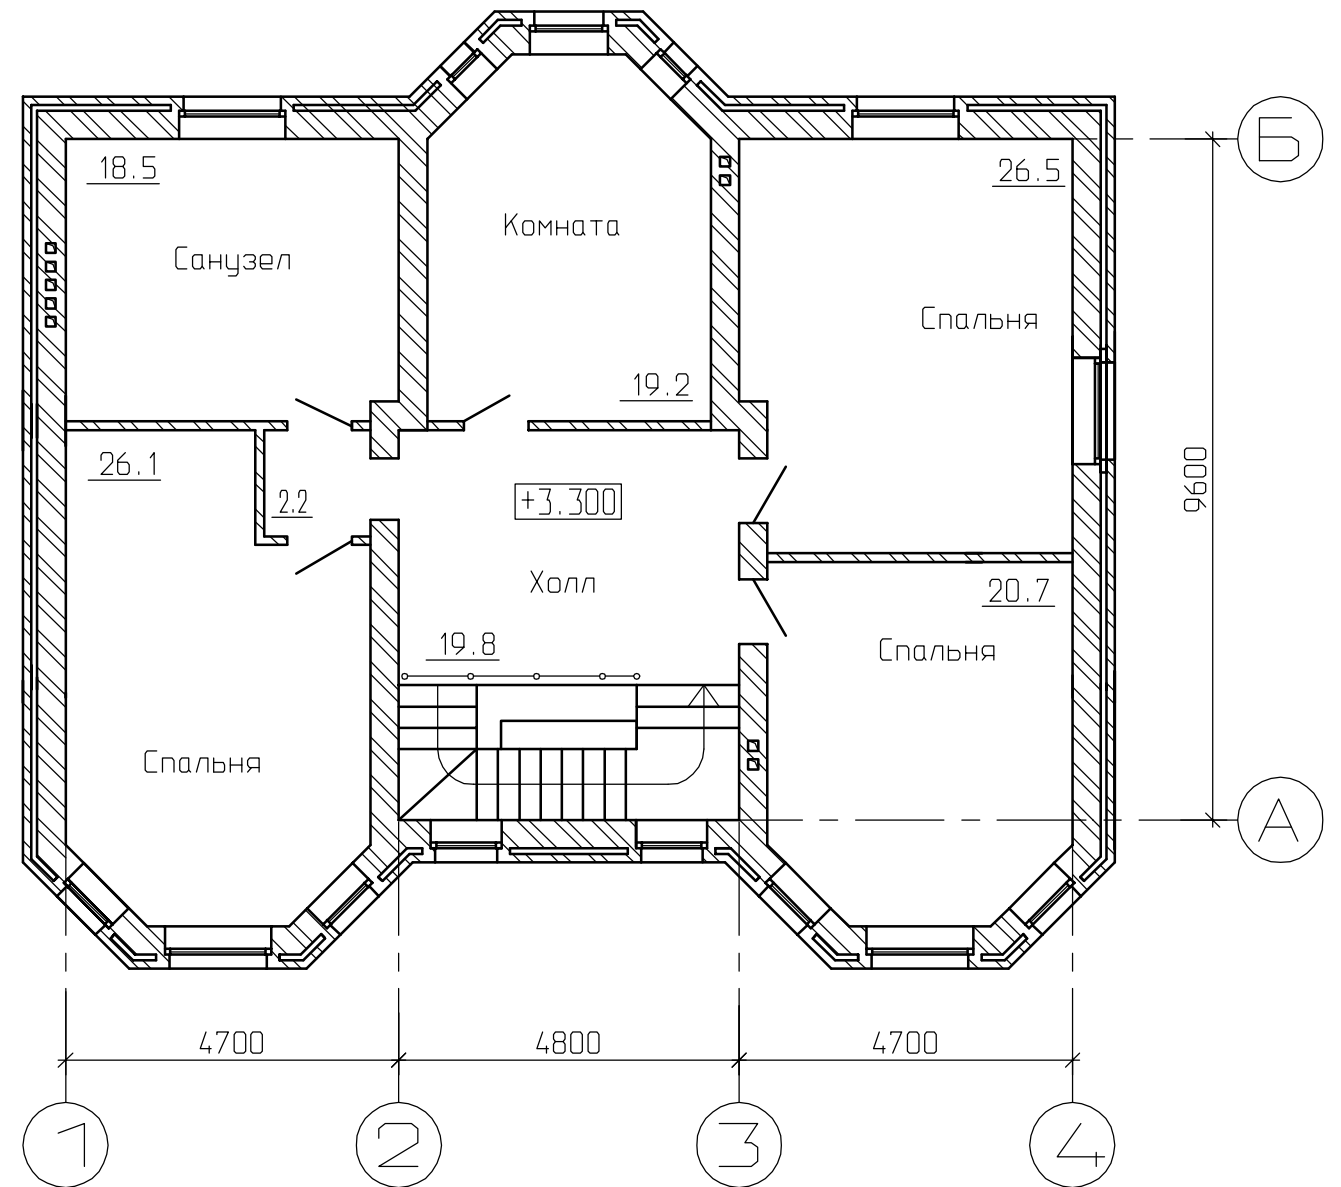 Б
18.5
26.5
Комната
Санузел
Спальня
19.2
26.1
2.2
+3.300
9600
Холл
20.7
19.8
Спальня
Спальня
А
4700
4800
4700
1
2
3
4